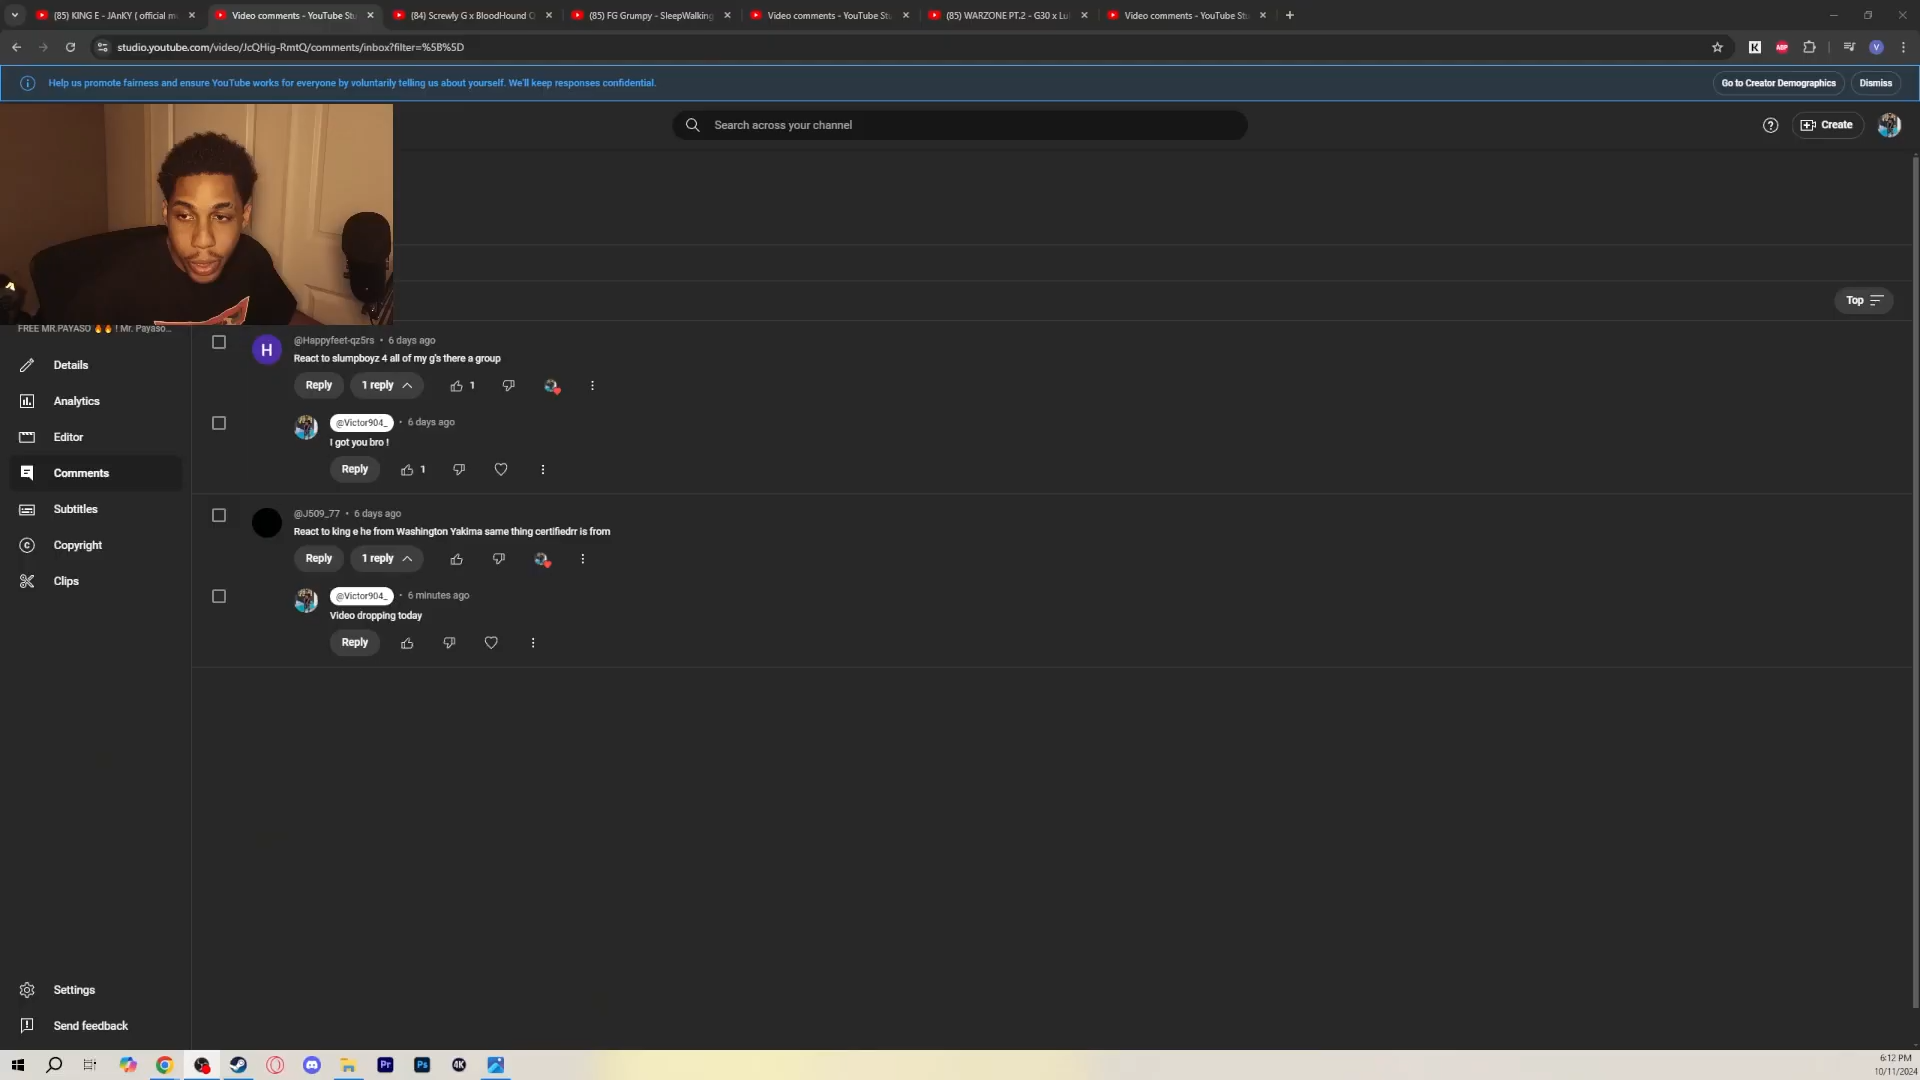 (85) KING E - JAnKY ( official m
Video comments - YouTube Stu
(84) Screwly G x BloodHound Q
(85) FG Grumpy - SleepWalking
Video comments - YouTube Stu
(85) WARZONE PT.2 - G30 x Lu
Video comments - YouTube Stu
studio.youtube.com/video/JcQHig-RmtQ/comments/inbox?filter=%5B%5D
K
ABP
V
Help us promote fairness and ensure YouTube works for everyone by voluntarily telling us about yourself. We'll keep responses confidential.
Go to Creator Demographics
Dismiss
Search across your channel
Create
Top
FREE MR.PAYASO 🔥🔥 ! Mr. Payaso...
Details
Analytics
Editor
Comments
Subtitles
Copyright
Clips
Settings
Send feedback
H
@Happyfeet-qz5rs • 6 days ago
React to slumpboyz 4 all of my g's there a group
Reply
1 reply
1
@Victor904_ • 6 days ago
I got you bro !
Reply
1
@J509_77 • 6 days ago
React to king e he from Washington Yakima same thing certifiedrr is from
Reply
1 reply
@Victor904_ • 6 minutes ago
Video dropping today
Reply
Pr
Ps
4K
6:12 PM
10/11/2024